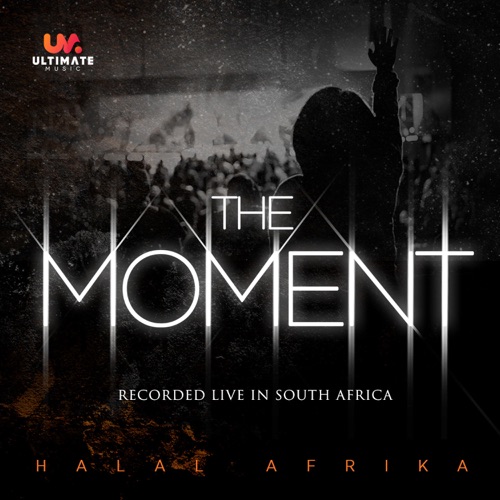 ULTIMATE
MUSIC
THE
MOMENT
RECORDED LIVE IN SOUTH AFRICA
HALAL AFRIKA